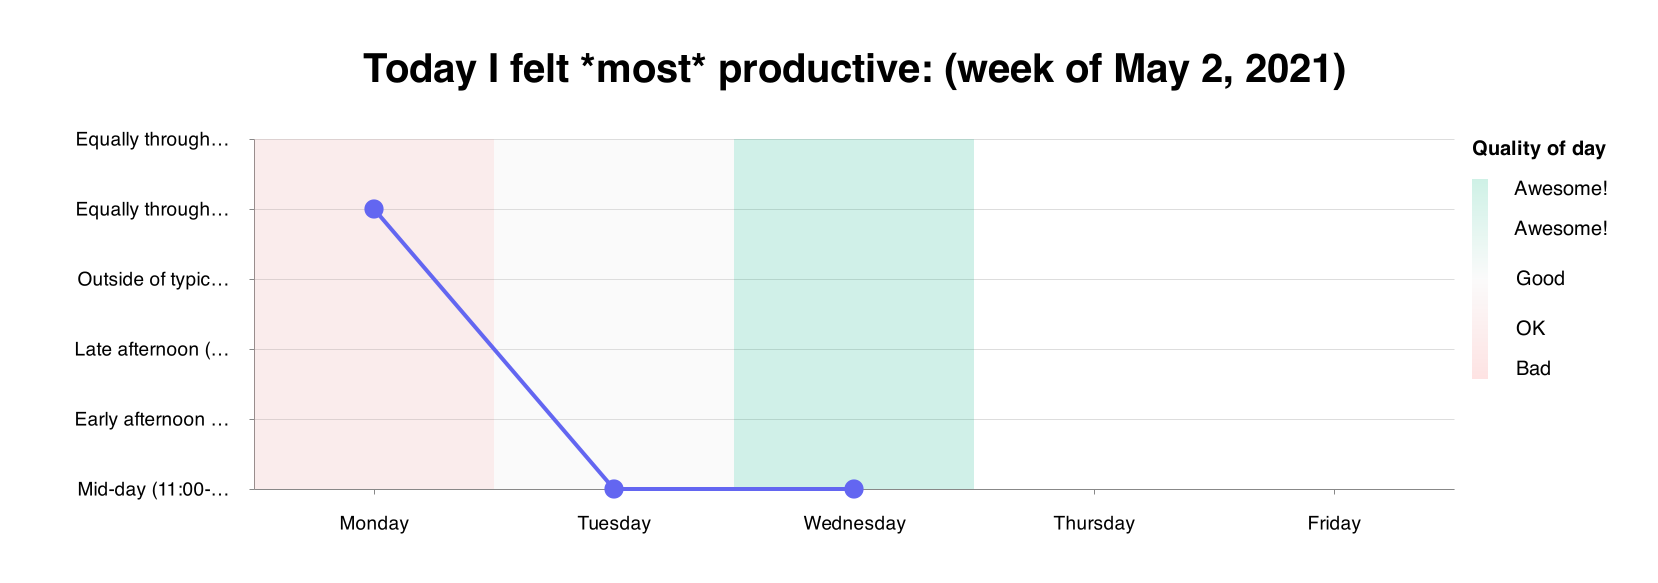 Today I felt *most* productive: (week of May 2, 2021)
Equally through…
Equally through…
Outside of typic…
Late afternoon (…
Early afternoon …
Mid-day (11:00-…
Monday
Tuesday
Wednesday
Thursday
Friday
Quality of day
Awesome!
Awesome!
Good
OK
Bad